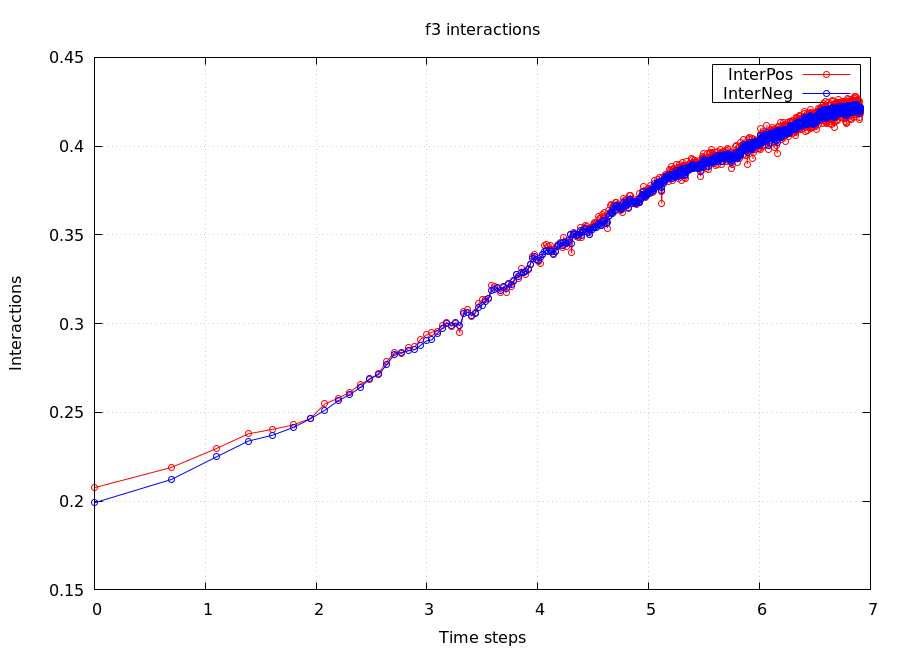 f3 interactions
0.45
0.4
0.35
0.3
0.25
0.2
0.15
Interactions
InterPos
InterNeg
0 1 2 3 4 5 6 7
Time steps